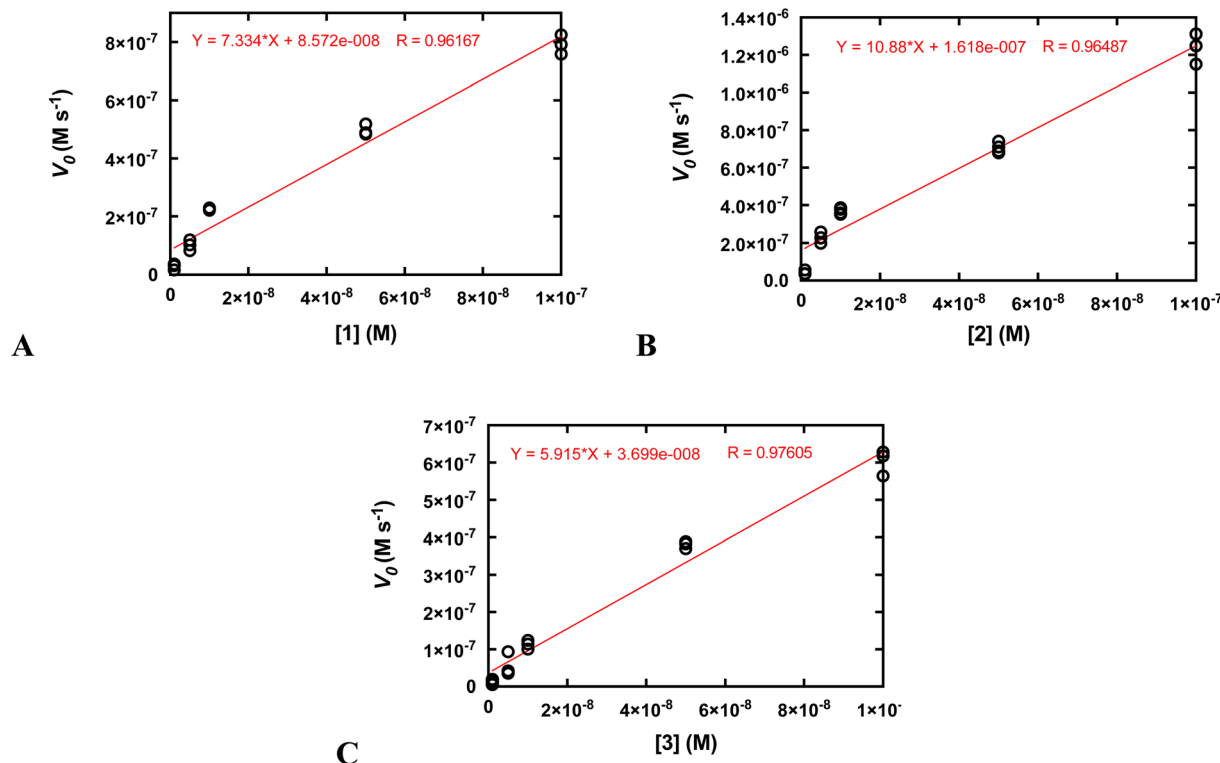 Y = 7.334*X + 8.572e-008 R = 0.96167
8×10⁻⁷
6×10⁻⁷
4×10⁻⁷
2×10⁻⁷
0
V₀ (M s⁻¹)
0 2×10⁻⁸ 4×10⁻⁸ 6×10⁻⁸ 8×10⁻⁸ 1×10⁻⁷
[1] (M)
A
Y = 10.88*X + 1.618e-007 R = 0.96487
1.4×10⁻⁶
1.2×10⁻⁶
1.0×10⁻⁶
8.0×10⁻⁷
6.0×10⁻⁷
4.0×10⁻⁷
2.0×10⁻⁷
0.0
V₀ (M s⁻¹)
0 2×10⁻⁸ 4×10⁻⁸ 6×10⁻⁸ 8×10⁻⁸ 1×10⁻⁷
[2] (M)
B
Y = 5.915*X + 3.699e-008 R = 0.97605
7×10⁻⁷
6×10⁻⁷
5×10⁻⁷
4×10⁻⁷
3×10⁻⁷
2×10⁻⁷
1×10⁻⁷
0
V₀ (M s⁻¹)
0 2×10⁻⁸ 4×10⁻⁸ 6×10⁻⁸ 8×10⁻⁸ 1×10⁻
[3] (M)
C